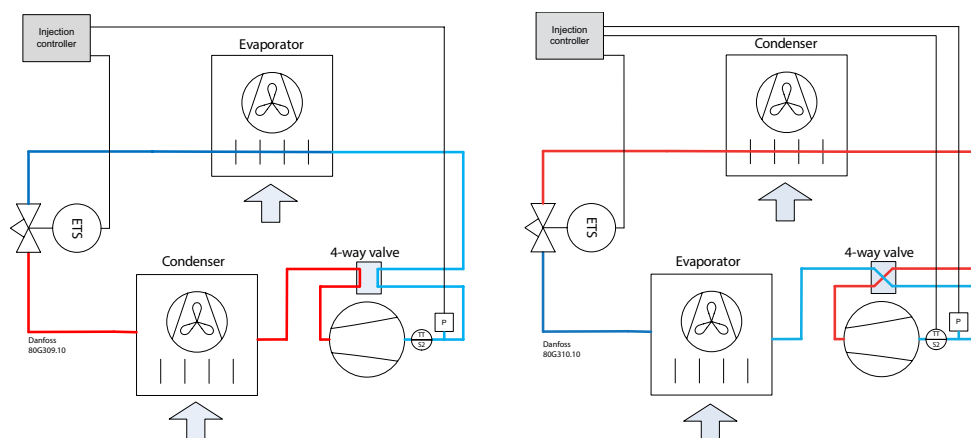 Injection
controller
Evaporator
ETS
4-way valve
Condenser
P
TT
S2
Danfoss
80G309.10
Injection
controller
Condenser
ETS
4-way valve
Evaporator
P
TT
S2
Danfoss
80G310.10